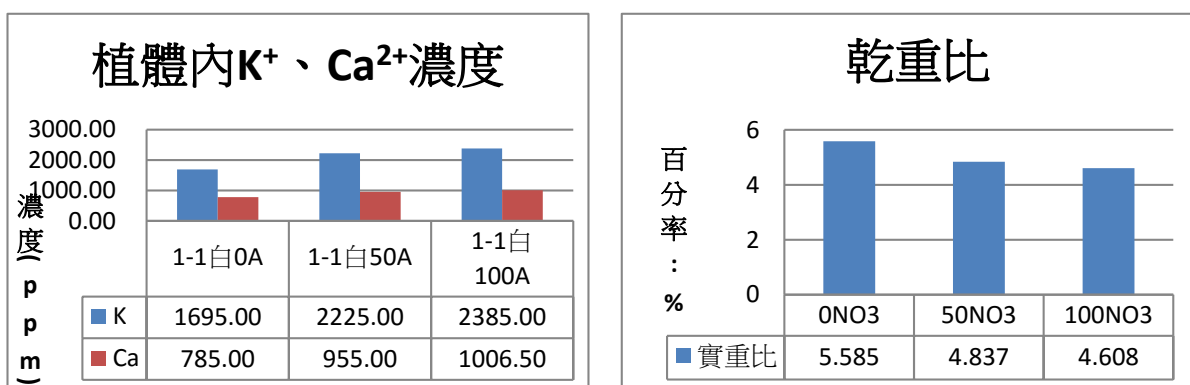 植體內K⁺、Ca²⁺濃度
濃度(ppm)
3000.00
2000.00
1000.00
0.00
1-1白0A 1-1白50A 1-1白100A
K 1695.00 2225.00 2385.00
Ca 785.00 955.00 1006.50
乾重比
百分率:%
6
4
2
0
0NO3 50NO3 100NO3
實重比 5.585 4.837 4.608